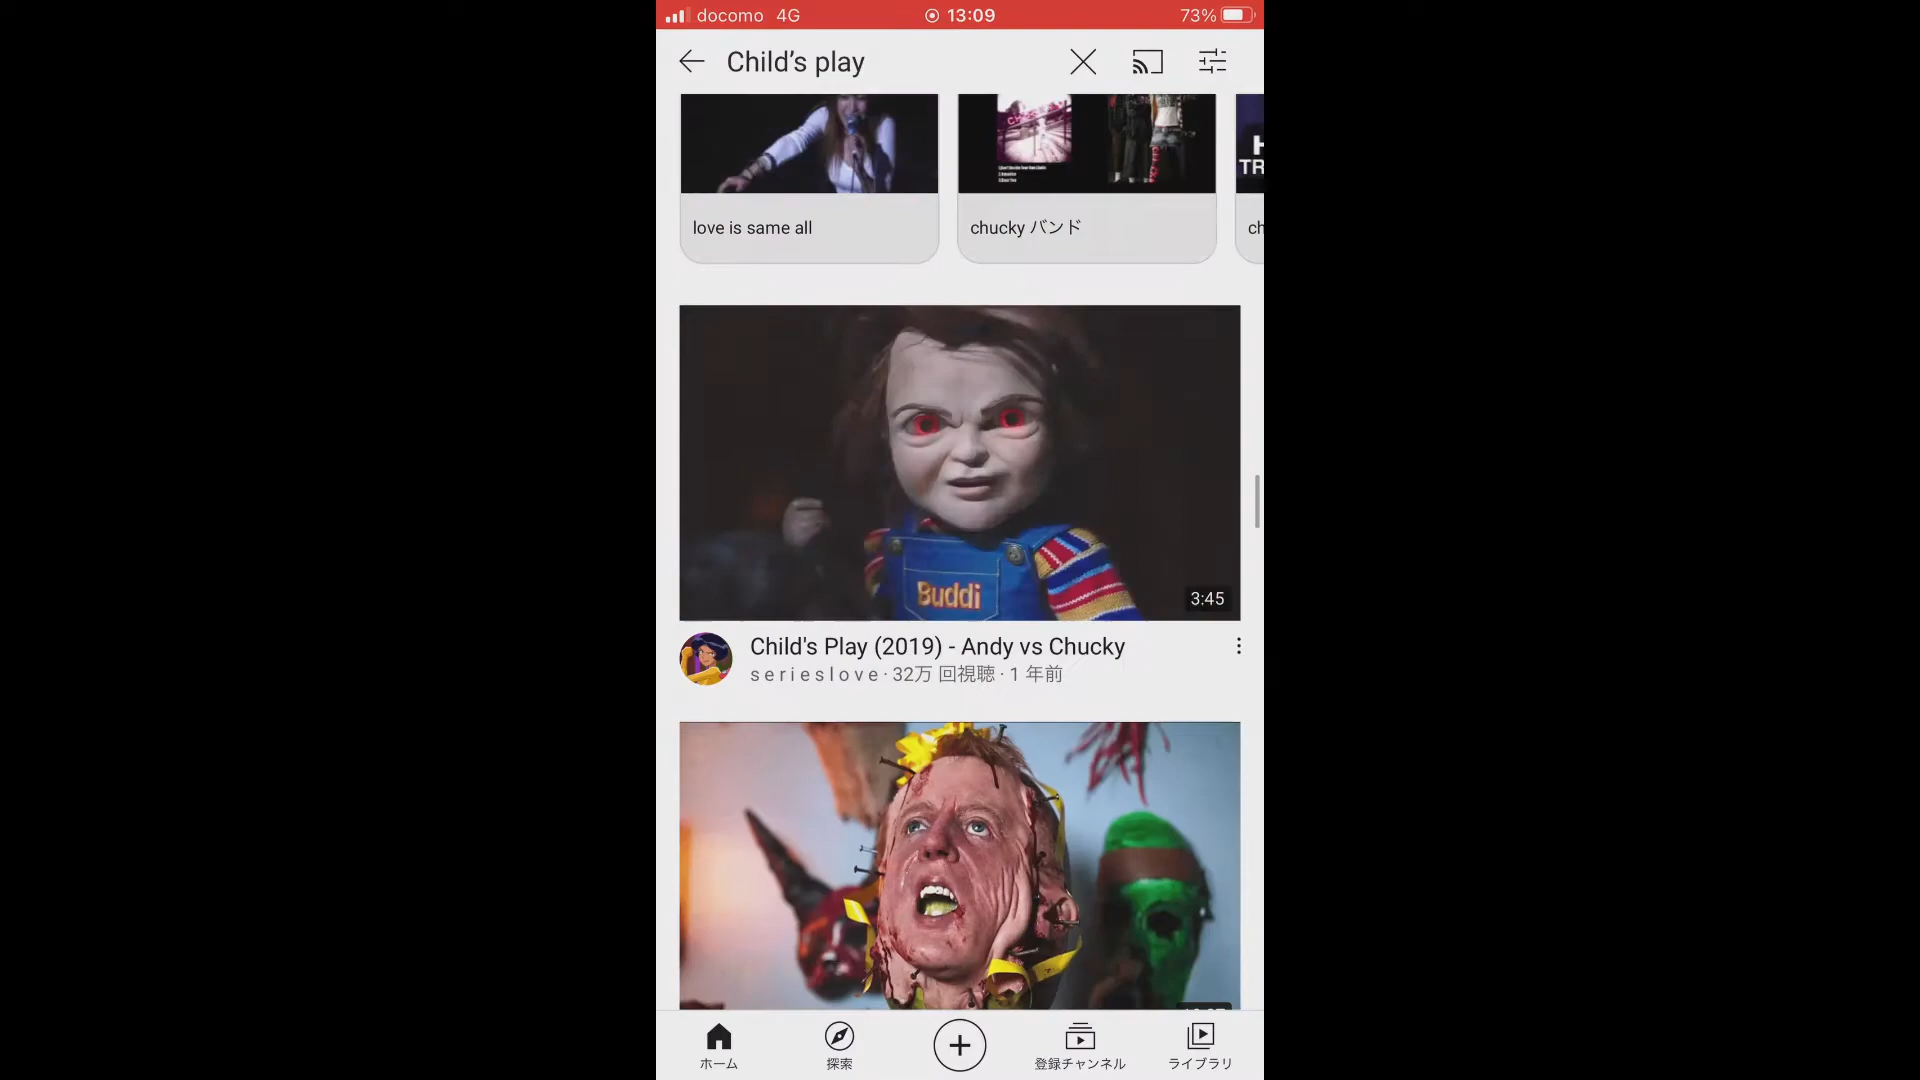 docomo 4G 13:09 73%
Child’s play
love is same all
chucky バンド
ch
H
TR
Buddi
3:45
Child's Play (2019) - Andy vs Chucky
s e r i e s l o v e · 32万 回視聴 · 1 年前
ホーム 探索 登録チャンネル ライブラリ